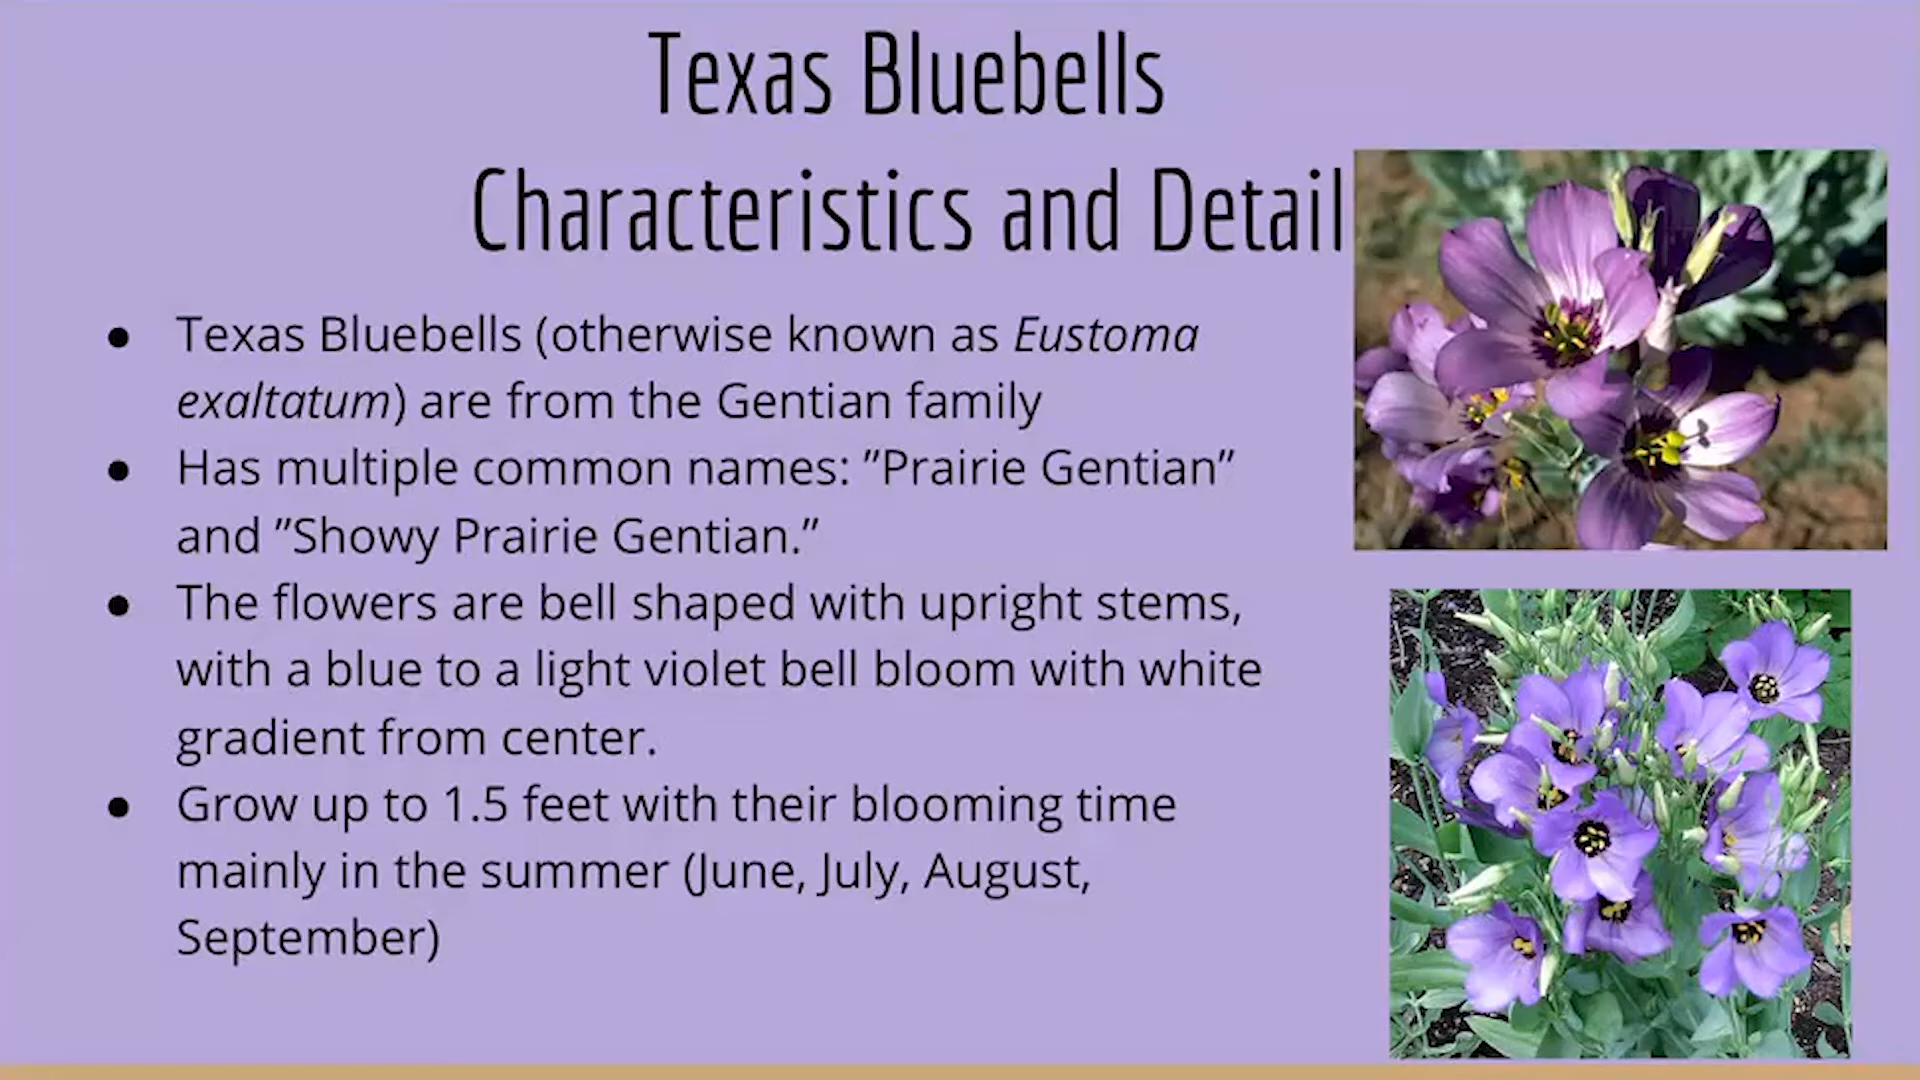 Texas Bluebells
Characteristics and Detail
● Texas Bluebells (otherwise known as Eustoma
exaltatum) are from the Gentian family
● Has multiple common names: ”Prairie Gentian”
and ”Showy Prairie Gentian.”
● The flowers are bell shaped with upright stems,
with a blue to a light violet bell bloom with white
gradient from center.
● Grow up to 1.5 feet with their blooming time
mainly in the summer (June, July, August,
September)